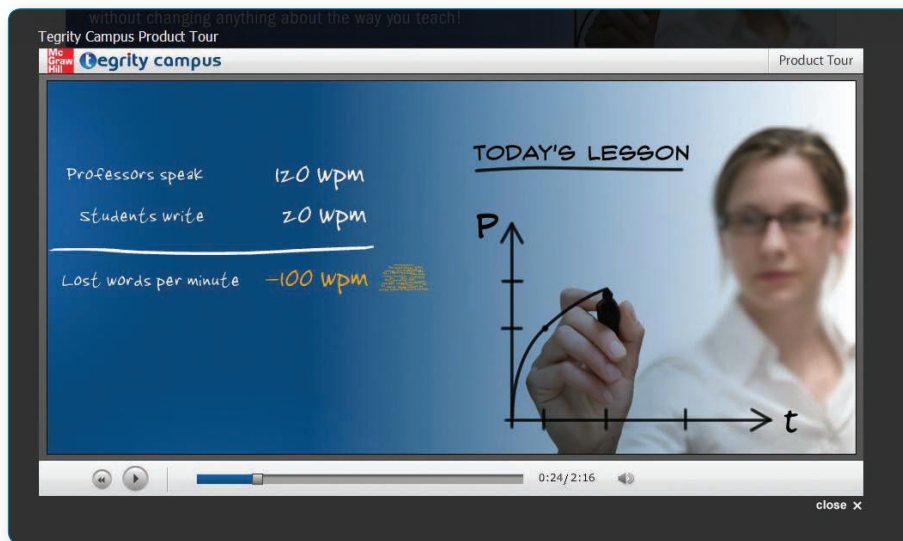 without changing anything about the way you teach!
Tegrity Campus Product Tour
Mc
Graw
Hill
tegrity campus
Product Tour
Professors speak 120 wpm
Students write 20 wpm
Lost words per minute -100 wpm
TODAY'S LESSON
P
t
0:24/2:16
close X